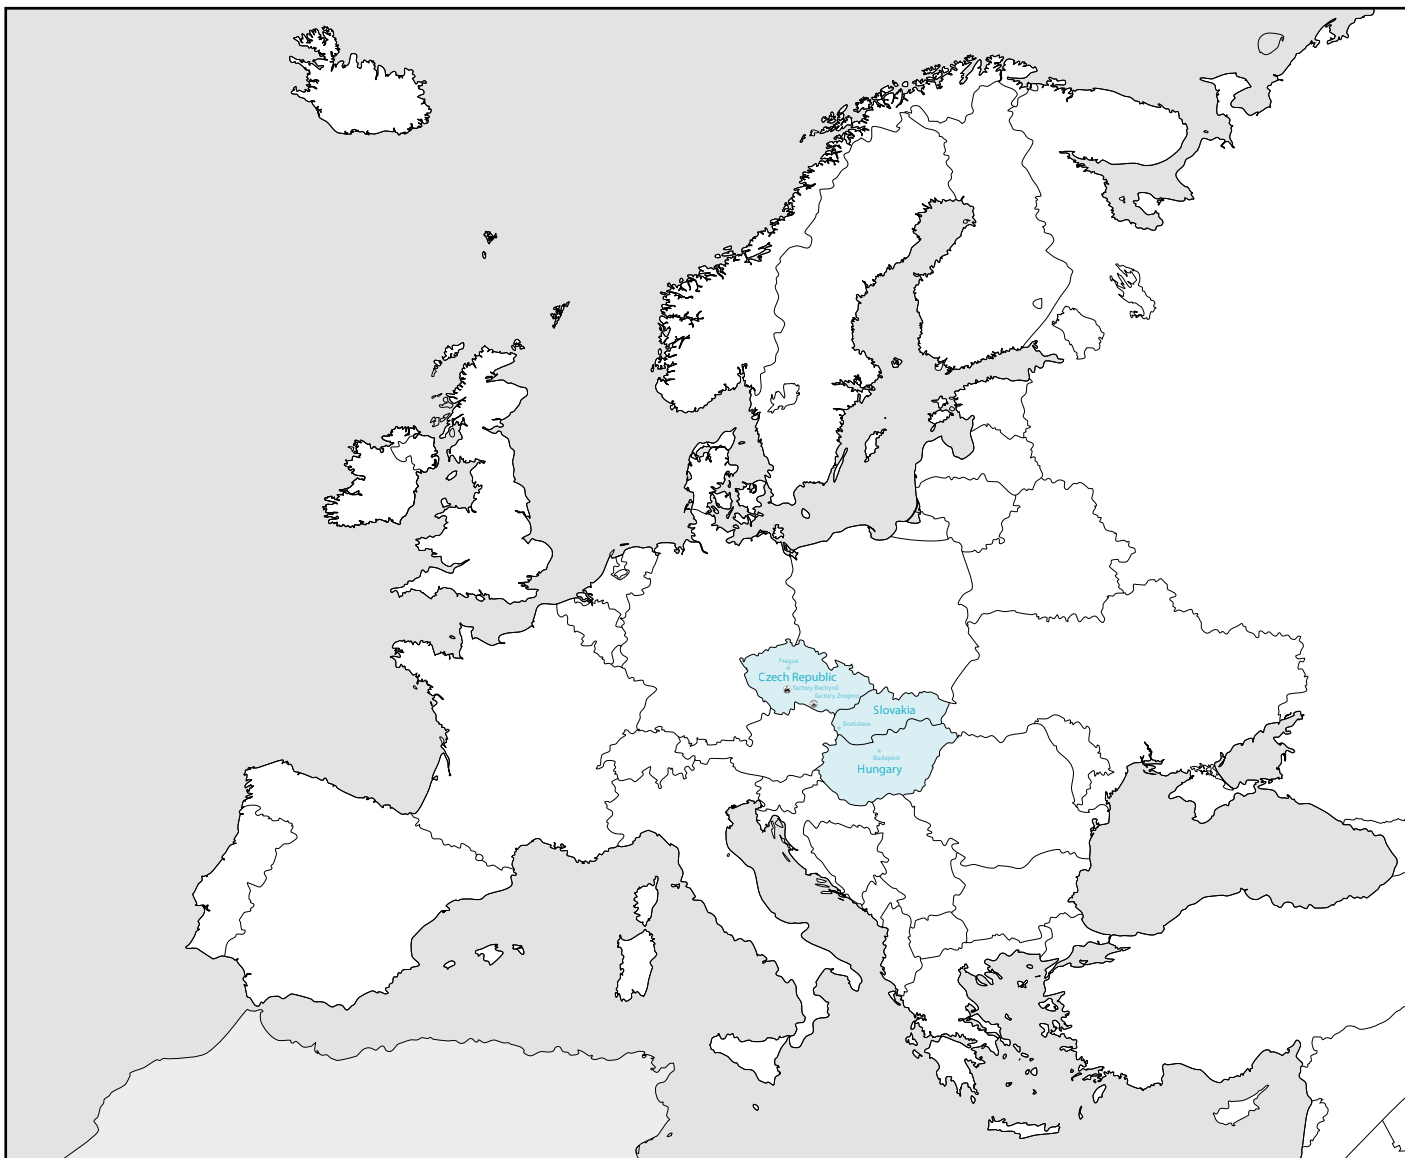 Prague
Czech Republic
factory Bechyně
factory Znojmo
Slovakia
Bratislava
Budapest
Hungary